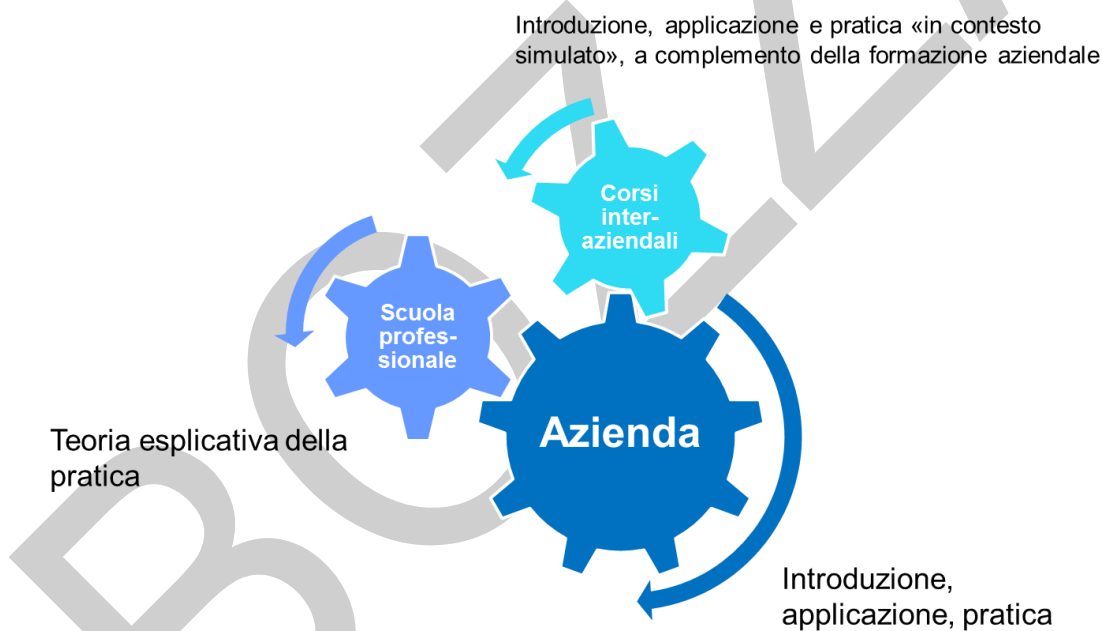 Introduzione, applicazione e pratica «in contesto
simulato», a complemento della formazione aziendale
Corsi
inter-
aziendali
Scuola
profes-
sionale
Azienda
Teoria esplicativa della
pratica
Introduzione,
applicazione, pratica